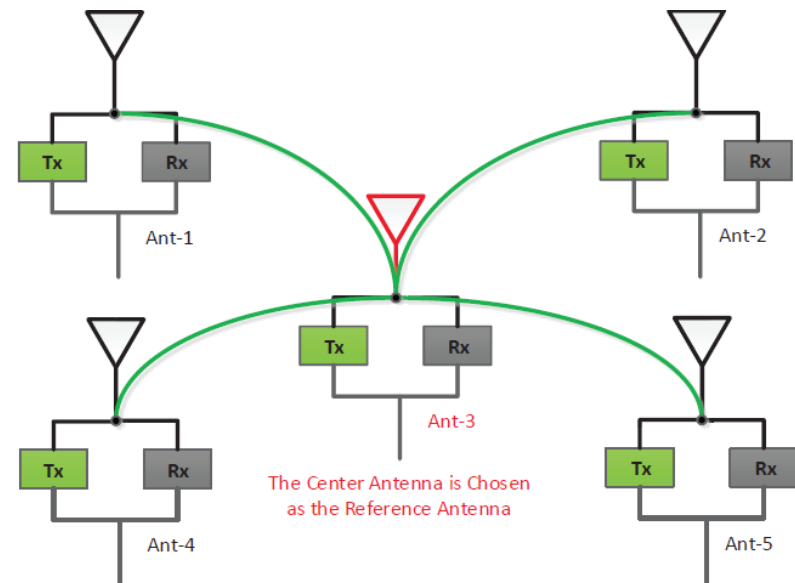 Tx
Rx
Ant-1
Tx
Rx
Ant-2
Tx
Rx
Ant-3
The Center Antenna is Chosen
as the Reference Antenna
Tx
Rx
Ant-4
Tx
Rx
Ant-5